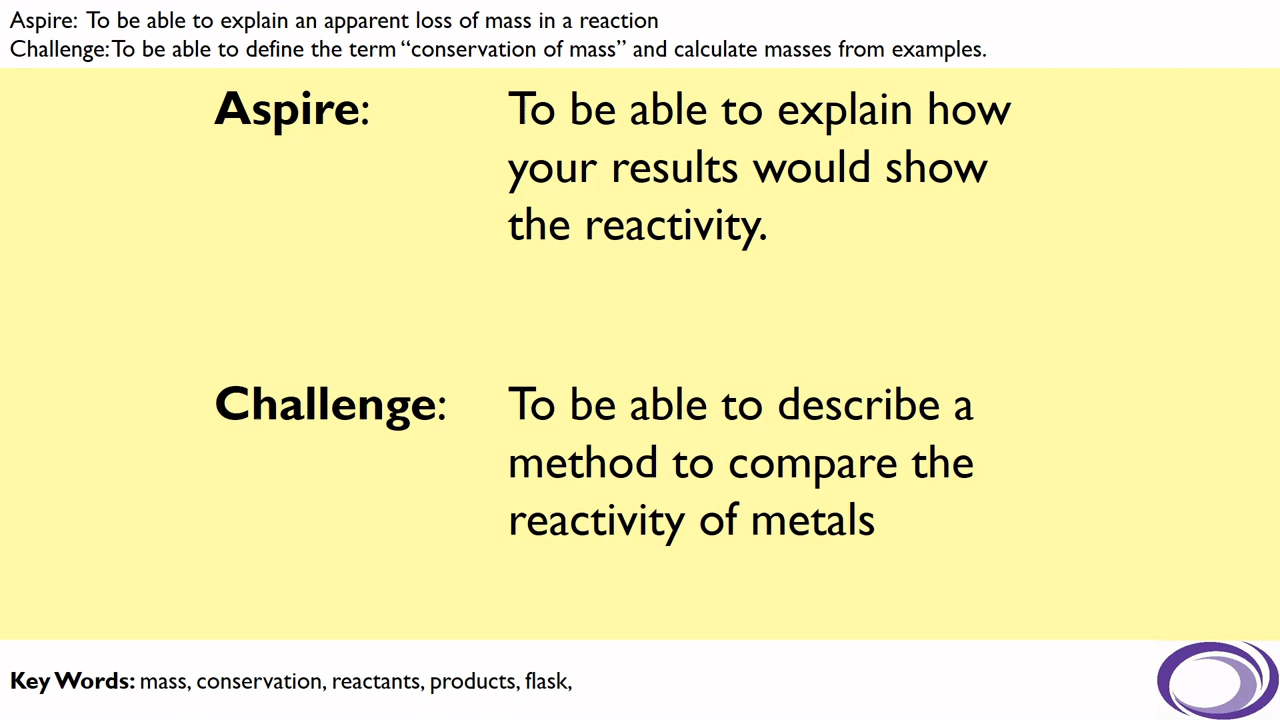 Aspire: To be able to explain an apparent loss of mass in a reaction
Challenge: To be able to define the term “conservation of mass” and calculate masses from examples.
Aspire: To be able to explain how
your results would show
the reactivity.
Challenge: To be able to describe a
method to compare the
reactivity of metals
Key Words: mass, conservation, reactants, products, flask,